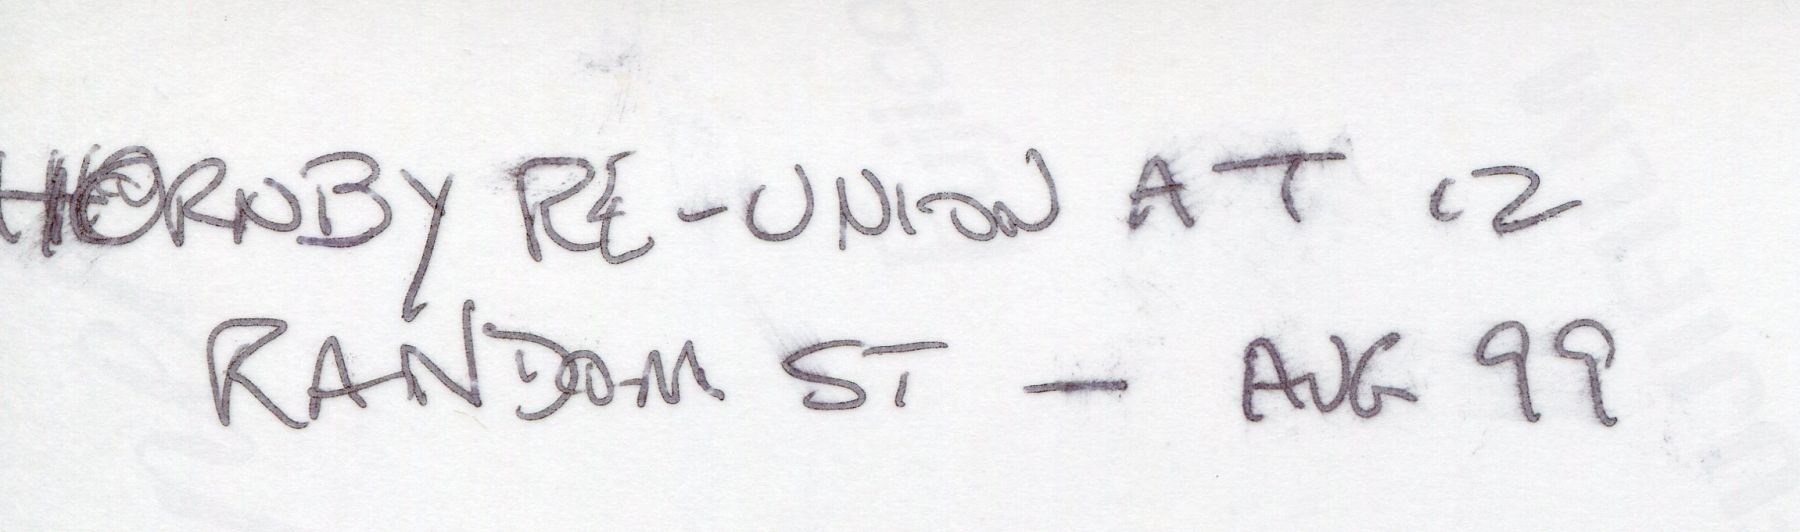 HORNBY RE-UNION AT 12
RANDOM ST - AUG 99